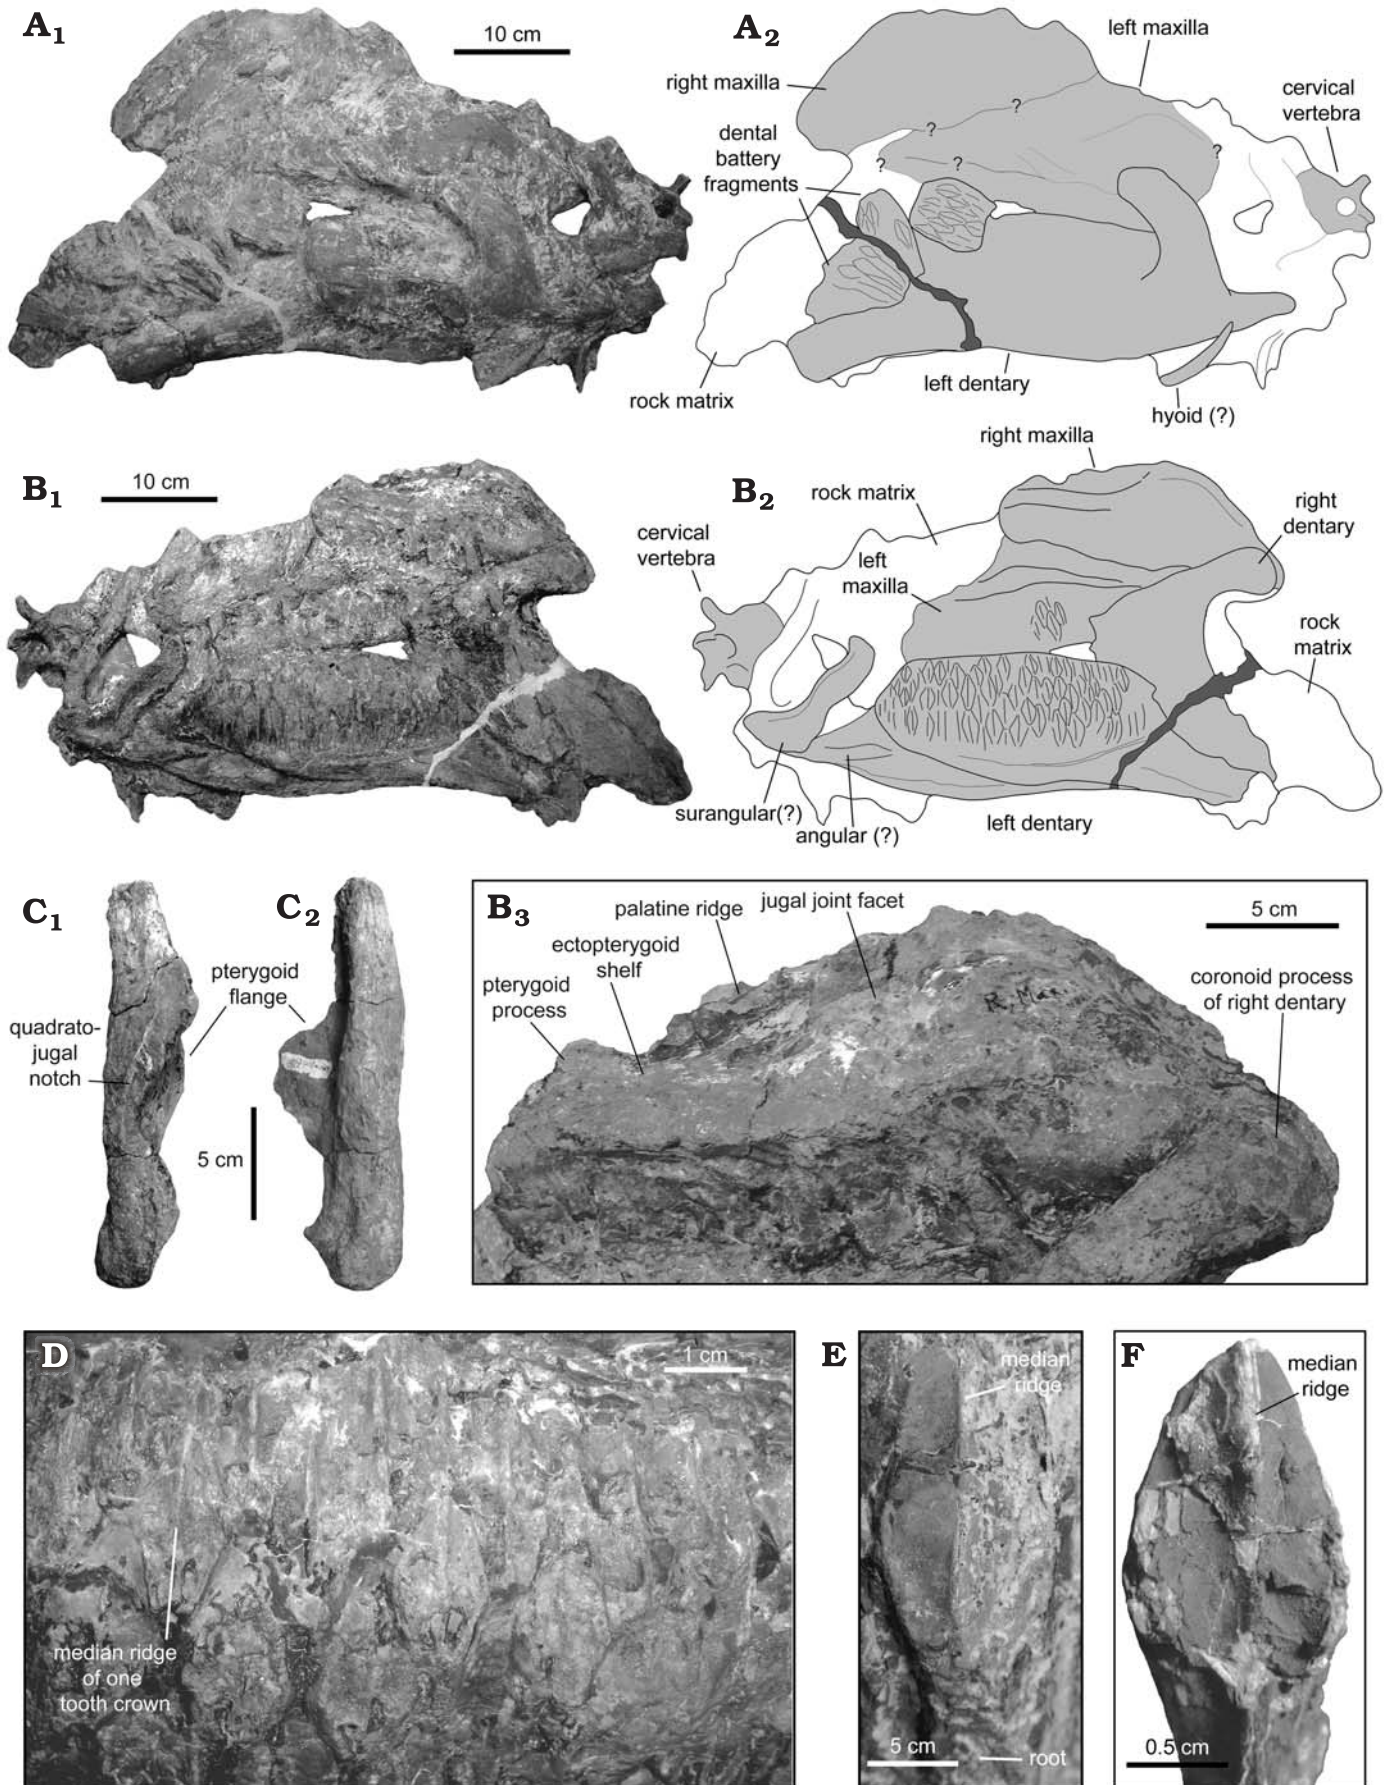 A1
10 cm
A2
left maxilla
right maxilla
cervical
vertebra
dental
battery
fragments
?
?
?
?
?
rock matrix
left dentary
hyoid (?)
B1
10 cm
B2
right maxilla
rock matrix
right
dentary
cervical
vertebra
left
maxilla
rock
matrix
surangular(?)
angular (?)
left dentary
C1
C2
pterygoid
flange
quadrato-
jugal
notch
5 cm
B3
palatine ridge
jugal joint facet
5 cm
ectopterygoid
shelf
pterygoid
process
coronoid process
of right dentary
D
1 cm
median ridge
of one
tooth crown
E
median
ridge
5 cm
root
F
median
ridge
0.5 cm